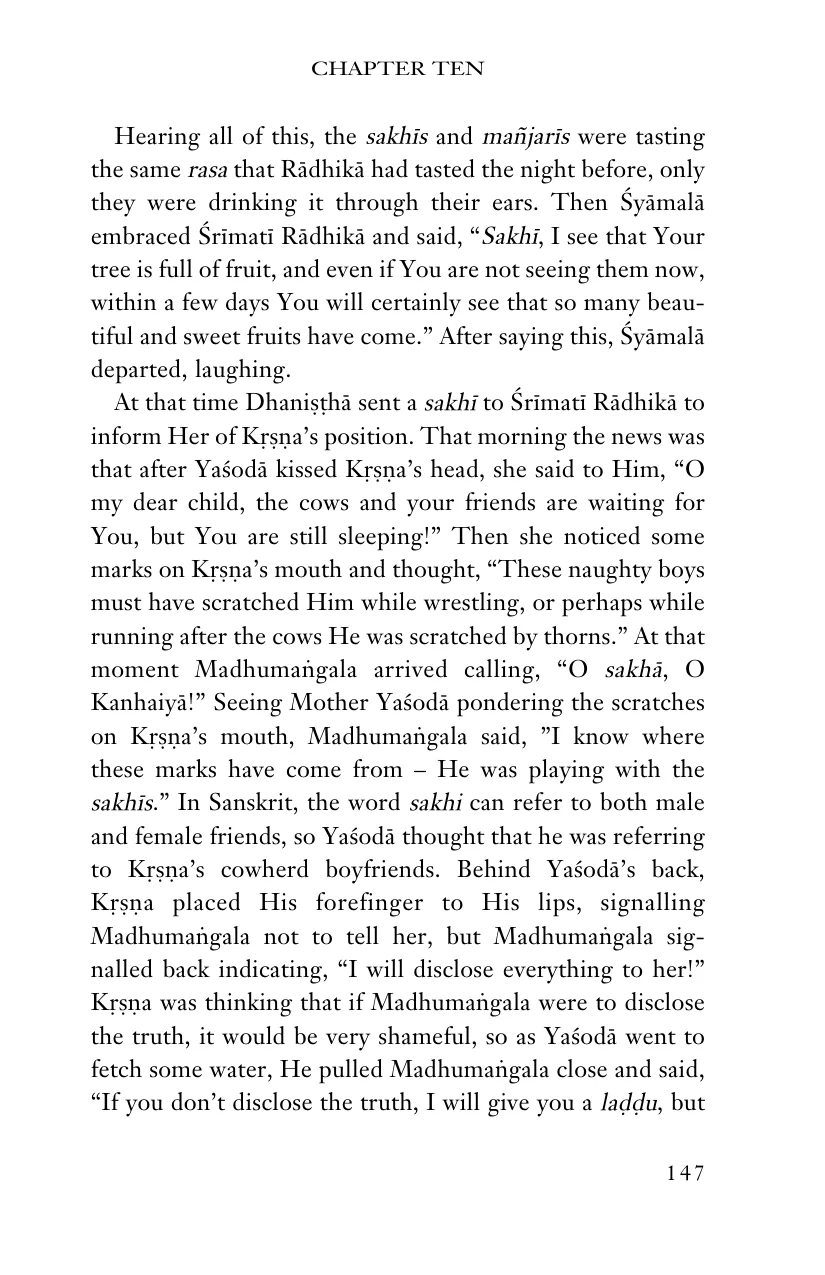 CHAPTER TEN
Hearing all of this, the sakhīs and mañjarīs were tasting
the same rasa that Rādhikā had tasted the night before, only
they were drinking it through their ears. Then Śyāmalā
embraced Śrīmatī Rādhikā and said, “Sakhī, I see that Your
tree is full of fruit, and even if You are not seeing them now,
within a few days You will certainly see that so many beau-
tiful and sweet fruits have come.” After saying this, Śyāmalā
departed, laughing.
At that time Dhaniṣṭhā sent a sakhī to Śrīmatī Rādhikā to
inform Her of Kṛṣṇa’s position. That morning the news was
that after Yaśodā kissed Kṛṣṇa’s head, she said to Him, “O
my dear child, the cows and your friends are waiting for
You, but You are still sleeping!” Then she noticed some
marks on Kṛṣṇa’s mouth and thought, “These naughty boys
must have scratched Him while wrestling, or perhaps while
running after the cows He was scratched by thorns.” At that
moment Madhumaṅgala arrived calling, “O sakhā, O
Kanhaiyā!” Seeing Mother Yaśodā pondering the scratches
on Kṛṣṇa’s mouth, Madhumaṅgala said, ”I know where
these marks have come from – He was playing with the
sakhīs.” In Sanskrit, the word sakhi can refer to both male
and female friends, so Yaśodā thought that he was referring
to Kṛṣṇa’s cowherd boyfriends. Behind Yaśodā’s back,
Kṛṣṇa placed His forefinger to His lips, signalling
Madhumaṅgala not to tell her, but Madhumaṅgala sig-
nalled back indicating, “I will disclose everything to her!”
Kṛṣṇa was thinking that if Madhumaṅgala were to disclose
the truth, it would be very shameful, so as Yaśodā went to
fetch some water, He pulled Madhumaṅgala close and said,
“If you don’t disclose the truth, I will give you a laḍḍu, but
147